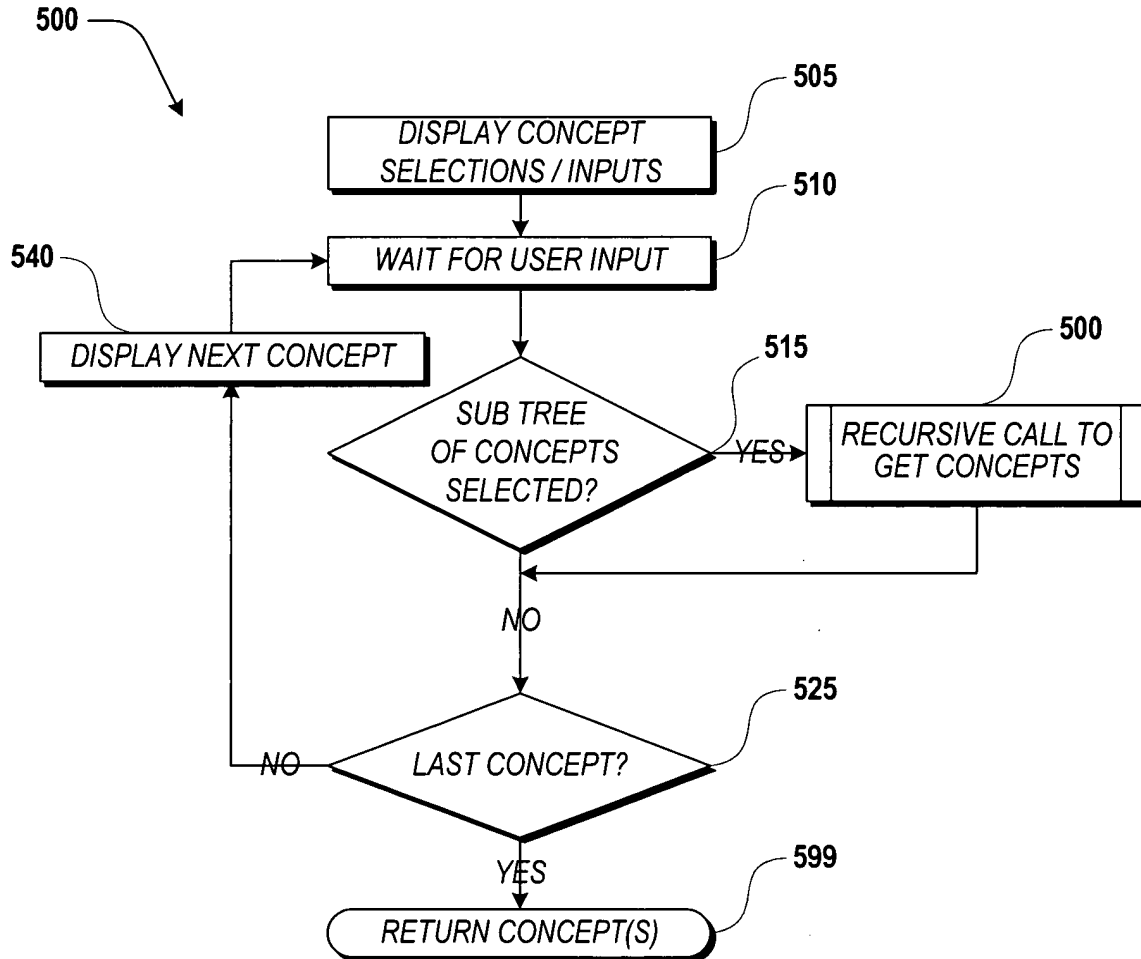 500
505
DISPLAY CONCEPT
SELECTIONS / INPUTS
510
WAIT FOR USER INPUT
540
DISPLAY NEXT CONCEPT
515
SUB TREE
OF CONCEPTS
SELECTED?
YES
500
RECURSIVE CALL TO
GET CONCEPTS
NO
525
LAST CONCEPT?
NO
YES
599
RETURN CONCEPT(S)